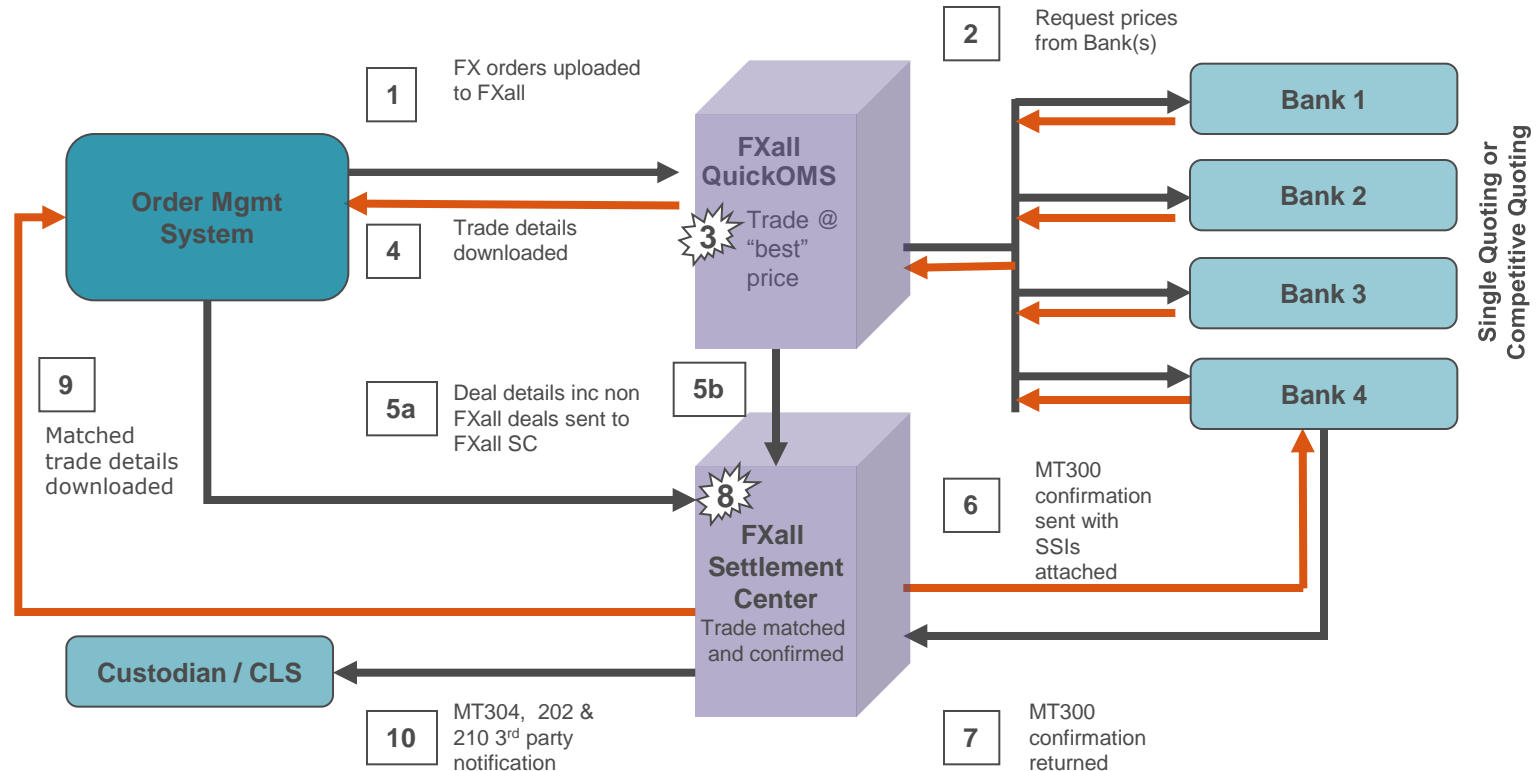 1
FX orders uploaded
to FXall
2
Request prices
from Bank(s)
Order Mgmt
System
FXall
QuickOMS
3
Trade @
“best”
price
4
Trade details
downloaded
Bank 1
Bank 2
Bank 3
Bank 4
Single Quoting or
Competitive Quoting
9
Matched
trade details
downloaded
5a
Deal details inc non
FXall deals sent to
FXall SC
5b
8
FXall
Settlement
Center
Trade matched
and confirmed
6
MT300
confirmation
sent with
SSIs
attached
Custodian / CLS
10
MT304, 202 &
210 3rd party
notification
7
MT300
confirmation
returned